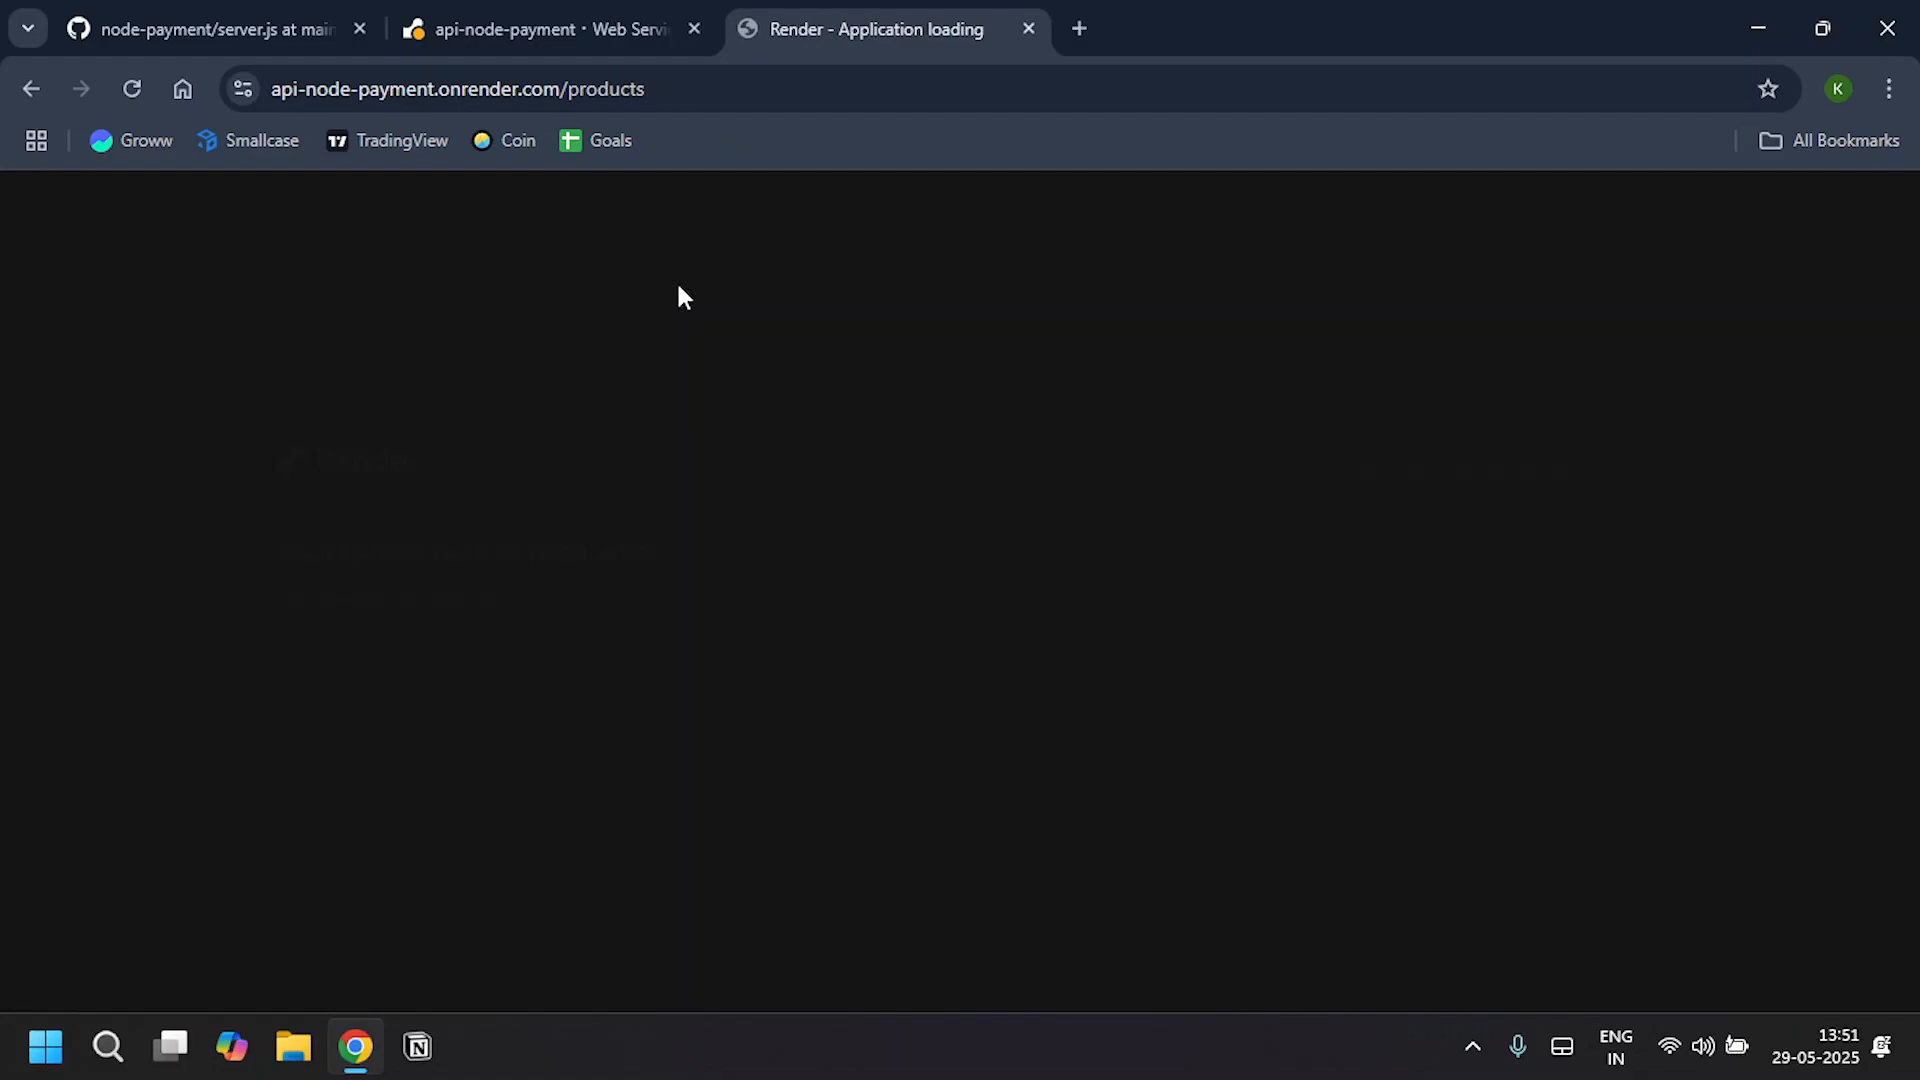 node-payment/server.js at main
api-node-payment · Web Servi
Render - Application loading
api-node-payment.onrender.com/products
K
Groww
Smallcase
TradingView
Coin
Goals
All Bookmarks
ENG
IN
13:51
29-05-2025